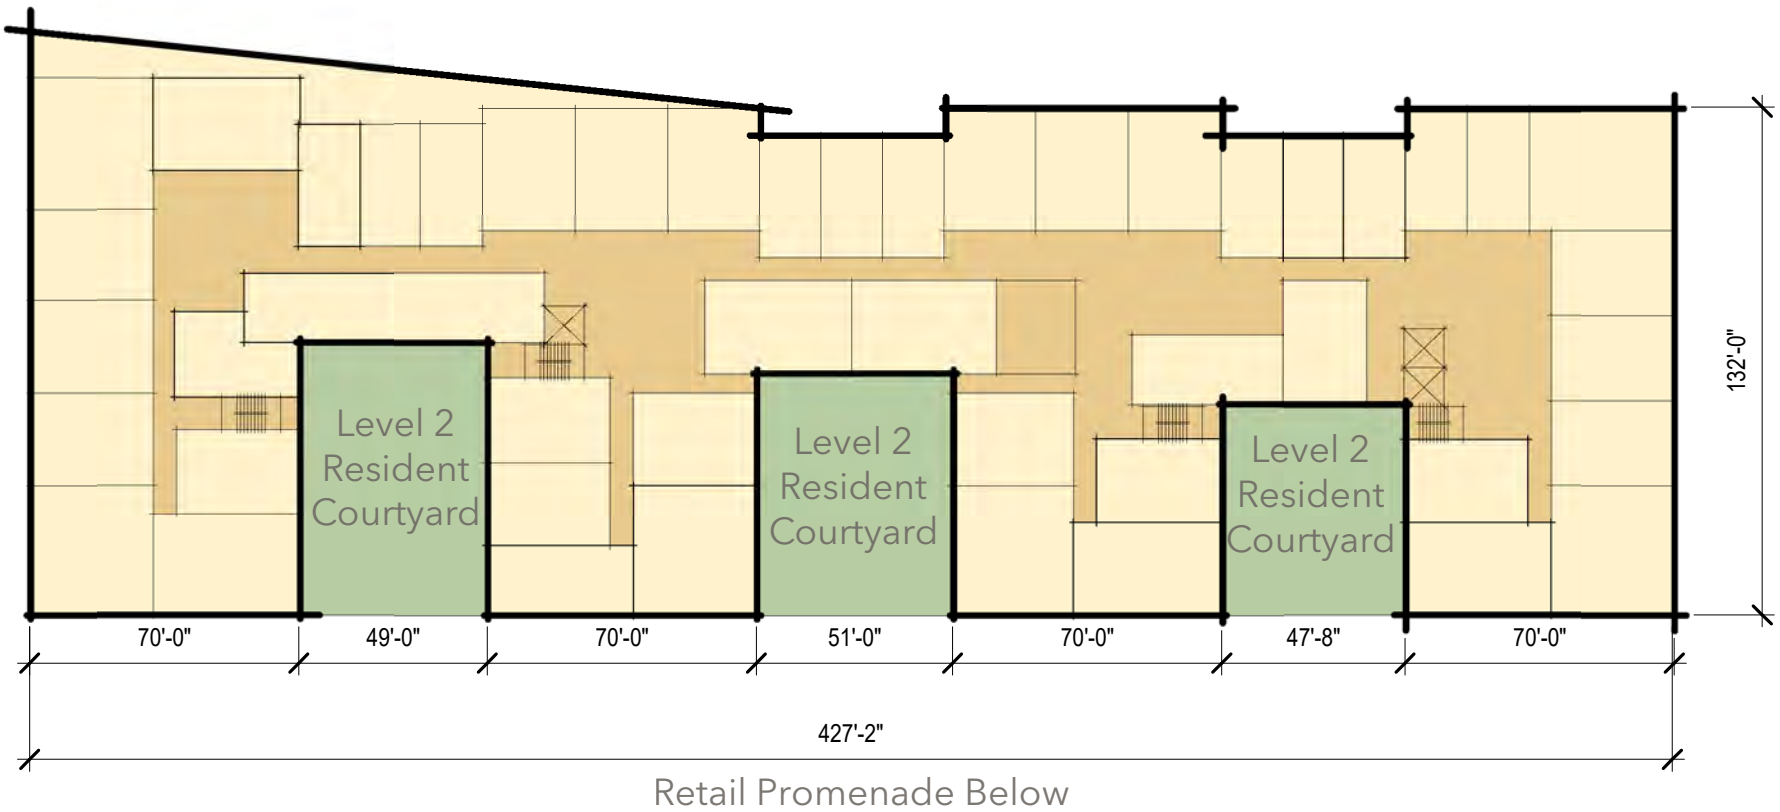 132'-0"
Level 2
Resident
Courtyard
Level 2
Resident
Courtyard
Level 2
Resident
Courtyard
70'-0"
49'-0"
70'-0"
51'-0"
70'-0"
47'-8"
70'-0"
427'-2"
Retail Promenade Below